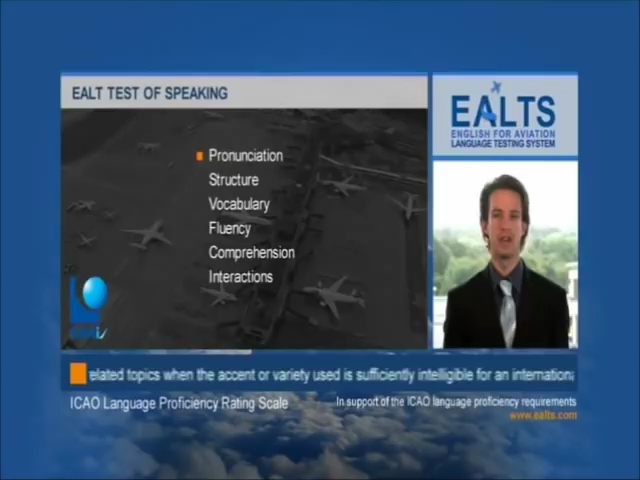 EALT TEST OF SPEAKING
EALTS
ENGLISH FOR AVIATION
LANGUAGE TESTING SYSTEM
Pronunciation
Structure
Vocabulary
Fluency
Comprehension
Interactions
elated topics when the accent or variety used is sufficiently intelligible for an internationa
ICAO Language Proficiency Rating Scale
In support of the ICAO language proficiency requirements
www.ealts.com